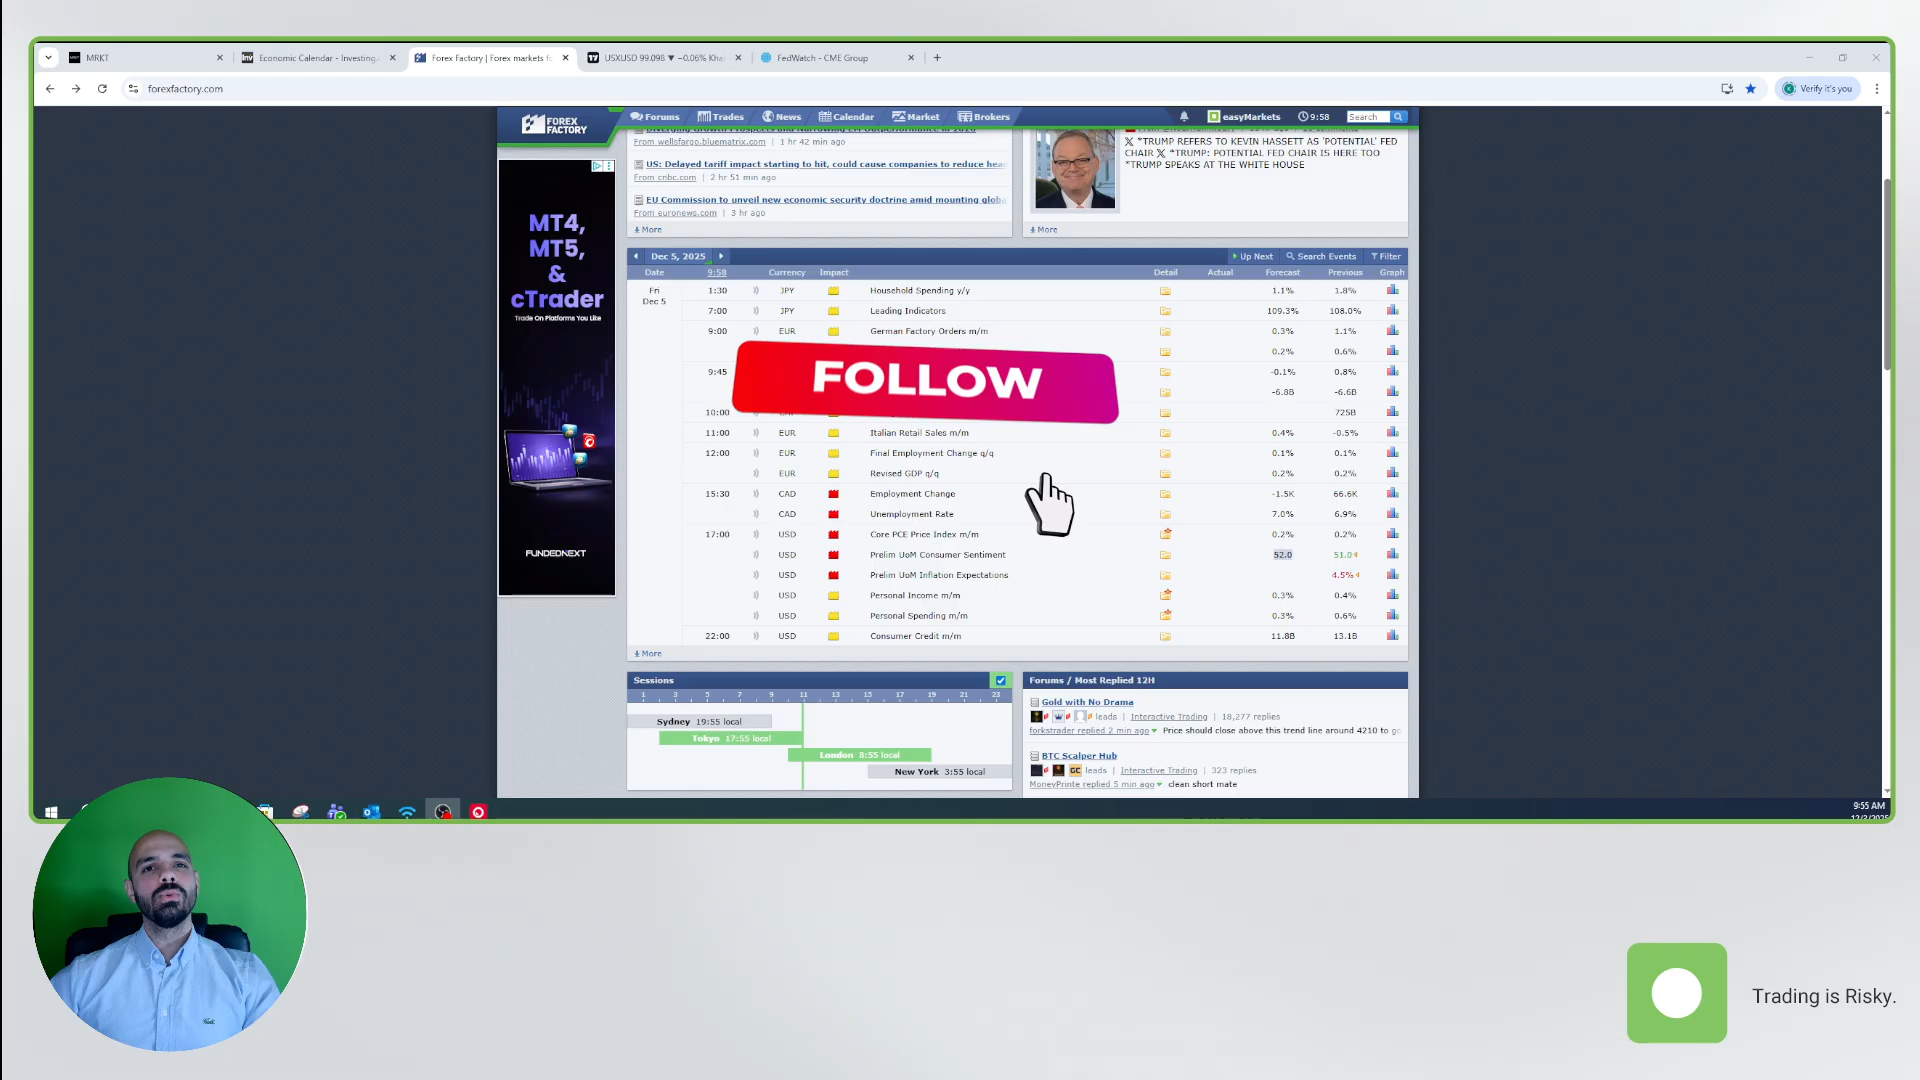 MRKT
Economic Calendar - Investing.
Forex Factory | Forex markets fo
USXUSD 99.098 ▼ −0.06% Kha
FedWatch - CME Group
forexfactory.com
Verify it's you
FOREX
FACTORY
Forums
Trades
News
Calendar
Market
Brokers
easyMarkets
9:58
Search
From wellsfargo.bluematrix.com | 1 hr 42 min ago
US: Delayed tariff impact starting to hit, could cause companies to reduce hea
From cnbc.com | 2 hr 51 min ago
EU Commission to unveil new economic security doctrine amid mounting globa
From euronews.com | 3 hr ago
More
*TRUMP REFERS TO KEVIN HASSETT AS 'POTENTIAL' FED
CHAIR *TRUMP: POTENTIAL FED CHAIR IS HERE TOO
*TRUMP SPEAKS AT THE WHITE HOUSE
More
MT4,
MT5,
&
cTrader
Trade On Platforms You Like
FUNDEDNEXT
Dec 5, 2025
Up Next
Search Events
Filter
Date 9:58 Currency Impact Detail Actual Forecast Previous Graph
Fri
Dec 5
1:30 JPY Household Spending y/y 1.1% 1.8%
7:00 JPY Leading Indicators 109.3% 108.0%
9:00 EUR German Factory Orders m/m 0.3% 1.1%
0.2% 0.6%
9:45 -0.1% 0.8%
-6.8B -6.6B
10:00 725B
FOLLOW
11:00 EUR Italian Retail Sales m/m 0.4% -0.5%
12:00 EUR Final Employment Change q/q 0.1% 0.1%
EUR Revised GDP q/q 0.2% 0.2%
15:30 CAD Employment Change -1.5K 66.6K
CAD Unemployment Rate 7.0% 6.9%
17:00 USD Core PCE Price Index m/m 0.2% 0.2%
USD Prelim UoM Consumer Sentiment 52.0 51.0
USD Prelim UoM Inflation Expectations 4.5%
USD Personal Income m/m 0.3% 0.4%
USD Personal Spending m/m 0.3% 0.6%
22:00 USD Consumer Credit m/m 11.8B 13.1B
More
Sessions
1 3 5 7 9 11 13 15 17 19 21 23
Sydney 19:55 local
Tokyo 17:55 local
London 8:55 local
New York 3:55 local
Forums / Most Replied 12H
Gold with No Drama
leads | Interactive Trading | 18,277 replies
forkstrader replied 2 min ago Price should close above this trend line around 4210 to go
BTC Scalper Hub
GC leads | Interactive Trading | 323 replies
MoneyPrinte replied 5 min ago clean short mate
9:55 AM
Trading is Risky.